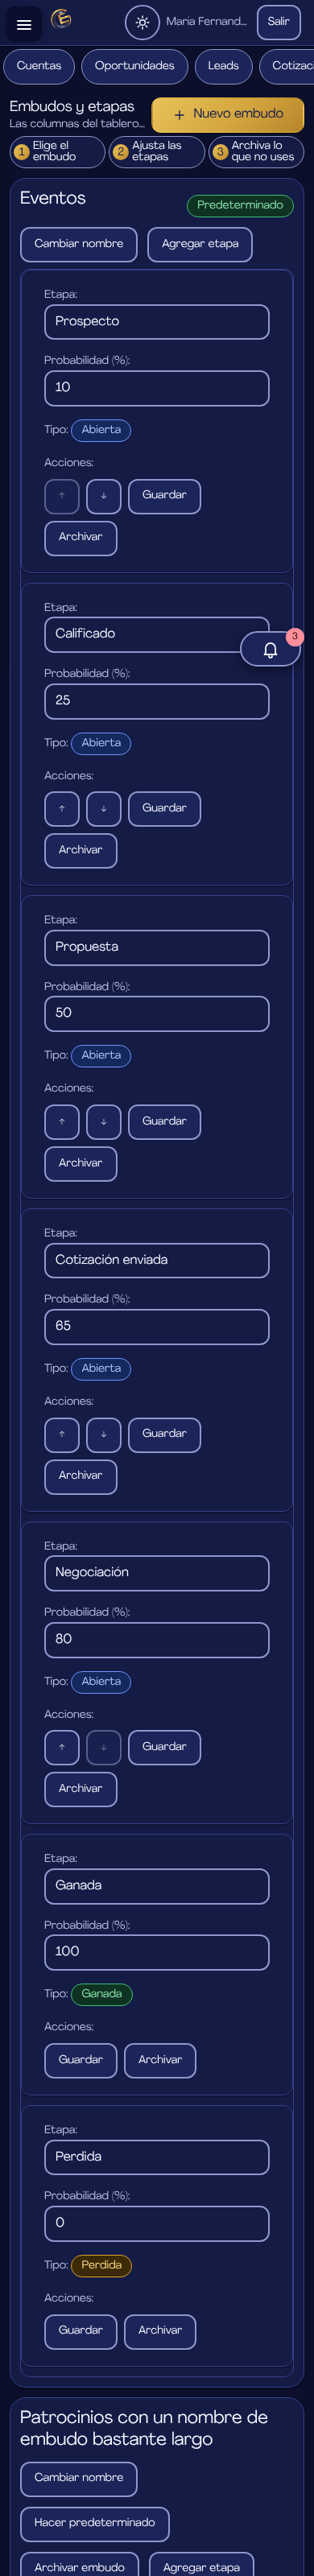 María Fernand...
Salir
Cuentas
Oportunidades
Leads
Embudos y etapas
Las columnas del tablero...
+ Nuevo embudo
1 Elige el embudo
2 Ajusta las etapas
3 Archiva lo que no uses
Eventos
Predeterminado
Cambiar nombre
Agregar etapa
Etapa:
Prospecto
Probabilidad (%):
10
Tipo: Abierta
Acciones:
↑ ↓ Guardar
Archivar
Etapa:
Calificado
3
Probabilidad (%):
25
Tipo: Abierta
Acciones:
↑ ↓ Guardar
Archivar
Etapa:
Propuesta
Probabilidad (%):
50
Tipo: Abierta
Acciones:
↑ ↓ Guardar
Archivar
Etapa:
Cotización enviada
Probabilidad (%):
65
Tipo: Abierta
Acciones:
↑ ↓ Guardar
Archivar
Etapa:
Negociación
Probabilidad (%):
80
Tipo: Abierta
Acciones:
↑ ↓ Guardar
Archivar
Etapa:
Ganada
Probabilidad (%):
100
Tipo: Ganada
Acciones:
Guardar Archivar
Etapa:
Perdida
Probabilidad (%):
0
Tipo: Perdida
Acciones:
Guardar Archivar
Patrocinios con un nombre de
embudo bastante largo
Cambiar nombre
Hacer predeterminado
Archivar embudo
Agregar etapa